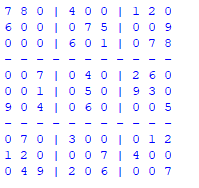 7 8 0 | 4 0 0 | 1 2 0
6 0 0 | 0 7 5 | 0 0 9
0 0 0 | 6 0 1 | 0 7 8
- - - - - - - - - - -
0 0 7 | 0 4 0 | 2 6 0
0 0 1 | 0 5 0 | 9 3 0
9 0 4 | 0 6 0 | 0 0 5
- - - - - - - - - - -
0 7 0 | 3 0 0 | 0 1 2
1 2 0 | 0 0 7 | 4 0 0
0 4 9 | 2 0 6 | 0 0 7